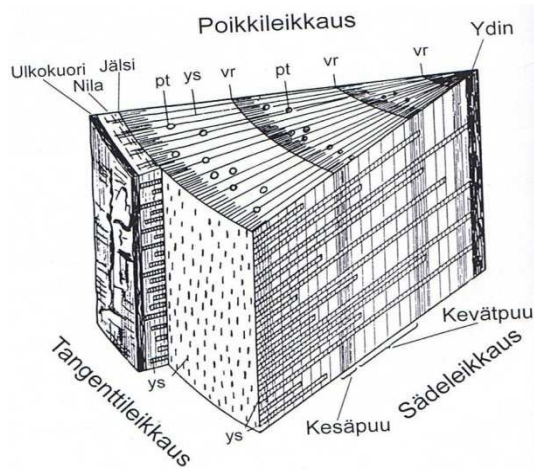 Poikkileikkaus
Ydin
Ulkokuori
Nila
Jälsi
pt
ys
vr
pt
vr
vr
Kevätpuu
Sädeleikkaus
Kesäpuu
ys
ys
Tangenttileikkaus